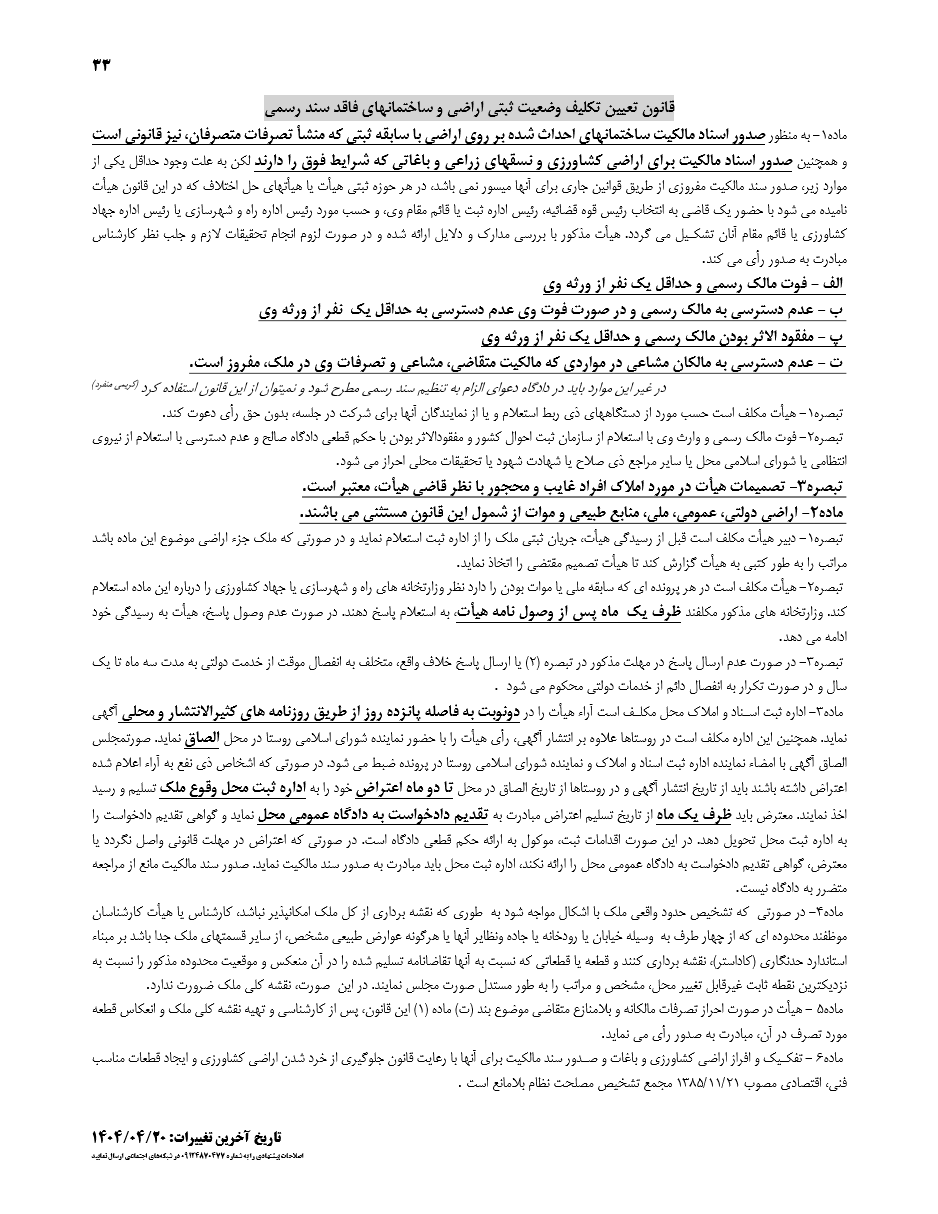 ۳۳
قانون تعیین تکلیف وضعیت ثبتی اراضی و ساختمانهای فاقد سند رسمی
ماده۱- به منظور صدور اسناد مالکیت ساختمانهای احداث شده بر روی اراضی با سابقه ثبتی که منشأ تصرفات متصرفان، نیز قانونی است
و همچنین صدور اسناد مالکیت برای اراضی کشاورزی و نسقهای زراعی و باغاتی که شرایط فوق را دارند لکن به علت وجود حداقل یکی از
موارد زیر، صدور سند مالکیت مفروزی از طریق قوانین جاری برای آنها میسور نمی باشد، در هر حوزه ثبتی هیأت یا هیأتهای حل اختلاف که در این قانون هیأت
نامیده می شود با حضور یک قاضی به انتخاب رئیس قوه قضائیه، رئیس اداره ثبت یا قائم مقام وی، و حسب مورد رئیس اداره راه و شهرسازی یا رئیس اداره جهاد
کشاورزی یا قائم مقام آنان تشکـیل می گردد. هیأت مذکور با بررسی مدارک و دلایل ارائه شده و در صورت لزوم انجام تحقیقات لازم و جلب نظر کارشناس
مبادرت به صدور رأی می کند.
الف - فوت مالک رسمی و حداقل یک نفر از ورثه وی
ب - عدم دسترسی به مالک رسمی و در صورت فوت وی عدم دسترسی به حداقل یک نفر از ورثه وی
پ - مفقود الاثر بودن مالک رسمی و حداقل یک نفر از ورثه وی
ت - عدم دسترسی به مالکان مشاعی در مواردی که مالکیت متقاضی، مشاعی و تصرفات وی در ملک، مفروز است.
در غیر این موارد باید در دادگاه دعوای الزام به تنظیم سند رسمی مطرح شود و نمیتوان از این قانون استفاده کرد (کریمی منفرد)
تبصره۱- هیأت مکلف است حسب مورد از دستگاههای ذی ربط استعلام و یا از نمایندگان آنها برای شرکت در جلسه، بدون حق رأی دعوت کند.
تبصره۲- فوت مالک رسمی و وارث وی با استعلام از سازمان ثبت احوال کشور و مفقودالاثر بودن با حکم قطعی دادگاه صالح و عدم دسترسی با استعلام از نیروی
انتظامی یا شورای اسلامی محل یا سایر مراجع ذی صلاح یا شهادت شهود یا تحقیقات محلی احراز می شود.
تبصره۳- تصمیمات هیأت در مورد املاک افراد غایب و محجور با نظر قاضی هیأت، معتبر است.
ماده۲- اراضی دولتی، عمومی، ملی، منابع طبیعی و موات از شمول این قانون مستثنی می باشند.
تبصره۱- دبیر هیأت مکلف است قبل از رسیدگی هیأت، جریان ثبتی ملک را از اداره ثبت استعلام نماید و در صورتی که ملک جزء اراضی موضوع این ماده باشد
مراتب را به طور کتبی به هیأت گزارش کند تا هیأت تصمیم مقتضی را اتخاذ نماید.
تبصره۲- هیأت مکلف است در هر پرونده ای که سابقه ملی یا موات بودن را دارد نظر وزارتخانه های راه و شهرسازی یا جهاد کشاورزی را درباره این ماده استعلام
کند. وزارتخانه های مذکور مکلفند ظرف یک ماه پس از وصول نامه هیأت، به استعلام پاسخ دهند. در صورت عدم وصول پاسخ، هیأت به رسیدگی خود
ادامه می دهد.
تبصره۳- در صورت عدم ارسال پاسخ در مهلت مذکور در تبصره (۲) یا ارسال پاسخ خلاف واقع، متخلف به انفصال موقت از خدمت دولتی به مدت سه ماه تا یک
سال و در صورت تکرار به انفصال دائم از خدمات دولتی محکوم می شود .
ماده۳- اداره ثبت اسـناد و املاک محل مکلـف است آراء هیأت را در دونوبت به فاصله پانزده روز از طریق روزنامه های کثیرالانتشار و محلی آگهی
نماید. همچنین این اداره مکلف است در روستاها علاوه بر انتشار آگهی، رأی هیأت را با حضور نماینده شورای اسلامی روستا در محل الصاق نماید. صورتمجلس
الصاق آگهی با امضاء نماینده اداره ثبت اسناد و املاک و نماینده شورای اسلامی روستا در پرونده ضبط می شود. در صورتی که اشخاص ذی نفع به آراء اعلام شده
اعتراض داشته باشند باید از تاریخ انتشار آگهی و در روستاها از تاریخ الصاق در محل تا دو ماه اعتراض خود را به اداره ثبت محل وقوع ملک تسلیم و رسید
اخذ نمایند. معترض باید ظرف یک ماه از تاریخ تسلیم اعتراض مبادرت به تقدیم دادخواست به دادگاه عمومی محل نماید و گواهی تقدیم دادخواست را
به اداره ثبت محل تحویل دهد. در این صورت اقدامات ثبت، موکول به ارائه حکم قطعی دادگاه است. در صورتی که اعتراض در مهلت قانونی واصل نگردد یا
معترض، گواهی تقدیم دادخواست به دادگاه عمومی محل را ارائه نکند، اداره ثبت محل باید مبادرت به صدور سند مالکیت نماید. صدور سند مالکیت مانع از مراجعه
متضرر به دادگاه نیست.
ماده۴- در صورتی که تشخیص حدود واقعی ملک با اشکال مواجه شود به طوری که نقشه برداری از کل ملک امکانپذیر نباشد، کارشناس یا هیأت کارشناسان
موظفند محدوده ای که از چهار طرف به وسیله خیابان یا رودخانه یا جاده ونظایر آنها یا هرگونه عوارض طبیعی مشخص، از سایر قسمتهای ملک جدا باشد بر مبناء
استاندارد حدنگاری (کاداستر)، نقشه برداری کنند و قطعه یا قطعاتی که نسبت به آنها تقاضانامه تسلیم شده را در آن منعکس و موقعیت محدوده مذکور را نسبت به
نزدیکترین نقطه ثابت غیرقابل تغییر محل، مشخص و مراتب را به طور مستدل صورت مجلس نمایند. در این صورت، نقشه کلی ملک ضرورت ندارد.
ماده۵ - هیأت در صورت احراز تصرفات مالکانه و بلامنازع متقاضی موضوع بند (ت) ماده (۱) این قانون، پس از کارشناسی و تهیه نقشه کلی ملک و انعکاس قطعه
مورد تصرف در آن، مبادرت به صدور رأی می نماید.
ماده۶ - تفکـیک و افراز اراضی کشاورزی و باغات و صـدور سند مالکیت برای آنها با رعایت قانون جلوگیری از خرد شدن اراضی کشاورزی و ایجاد قطعات مناسب
فنی، اقتصادی مصوب ۱۳۸۵/۱۱/۲۱ مجمع تشخیص مصلحت نظام بلامانع است .
تاریخ آخرین تغییرات: ۱۴۰۴/۰۴/۲۰
اصلاحات پیشنهادی را به شماره ۰۹۱۲۴۸۷۰۴۷۷ در شبکه‌های اجتماعی ارسال نمایید